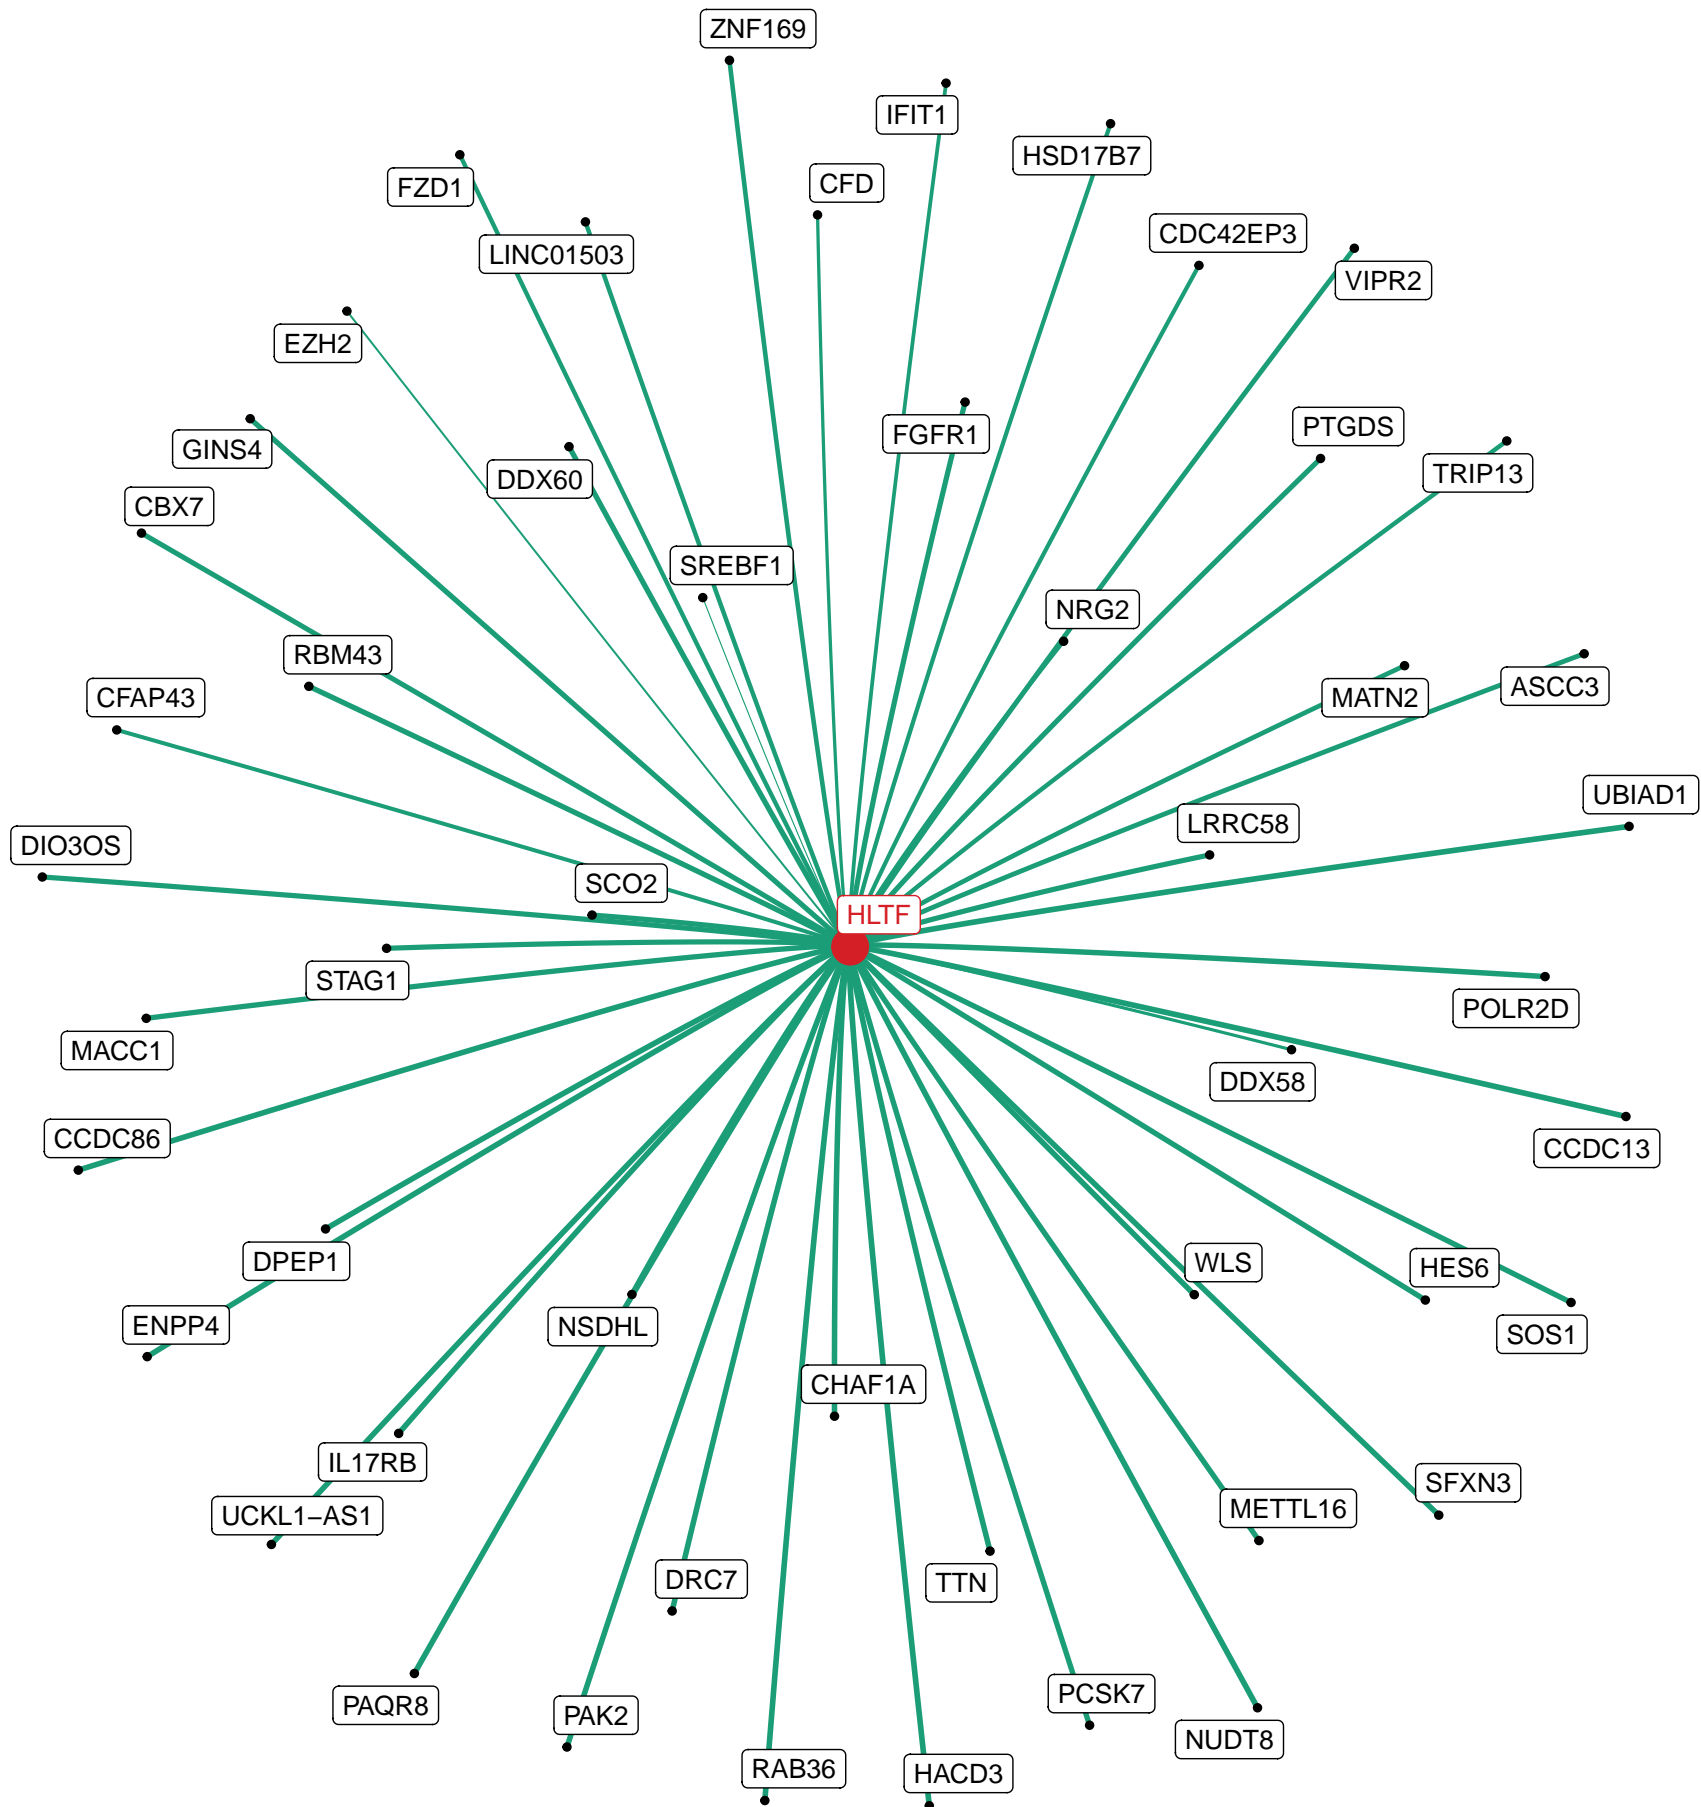 ZNF169
IFIT1
HSD17B7
CFD
FZD1
CDC42EP3
LINC01503
VIPR2
EZH2
PTGDS
FGFR1
GINS4
TRIP13
DDX60
CBX7
SREBF1
NRG2
RBM43
ASCC3
CFAP43
MATN2
UBIAD1
LRRC58
DIO3OS
SCO2
HLTF
STAG1
POLR2D
MACC1
DDX58
CCDC86
CCDC13
DPEP1
WLS
HES6
ENPP4
NSDHL
SOS1
CHAF1A
IL17RB
SFXN3
METTL16
UCKL1−AS1
DRC7
TTN
PCSK7
PAQR8
PAK2
NUDT8
RAB36
HACD3